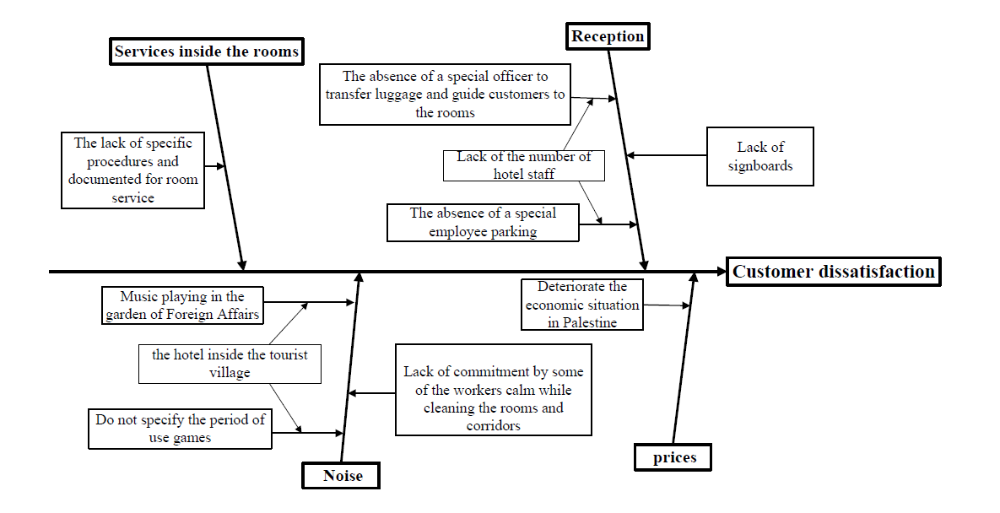 Reception
Services inside the rooms
The absence of a special officer to
transfer luggage and guide customers to
the rooms
The lack of specific
procedures and
documented for room
service
Lack of the number of
hotel staff
Lack of
signboards
The absence of a special
employee parking
Customer dissatisfaction
Music playing in the
garden of Foreign Affairs
Deteriorate the
economic situation
in Palestine
the hotel inside the tourist
village
Lack of commitment by some
of the workers calm while
cleaning the rooms and
corridors
Do not specify the period of
use games
Noise
prices